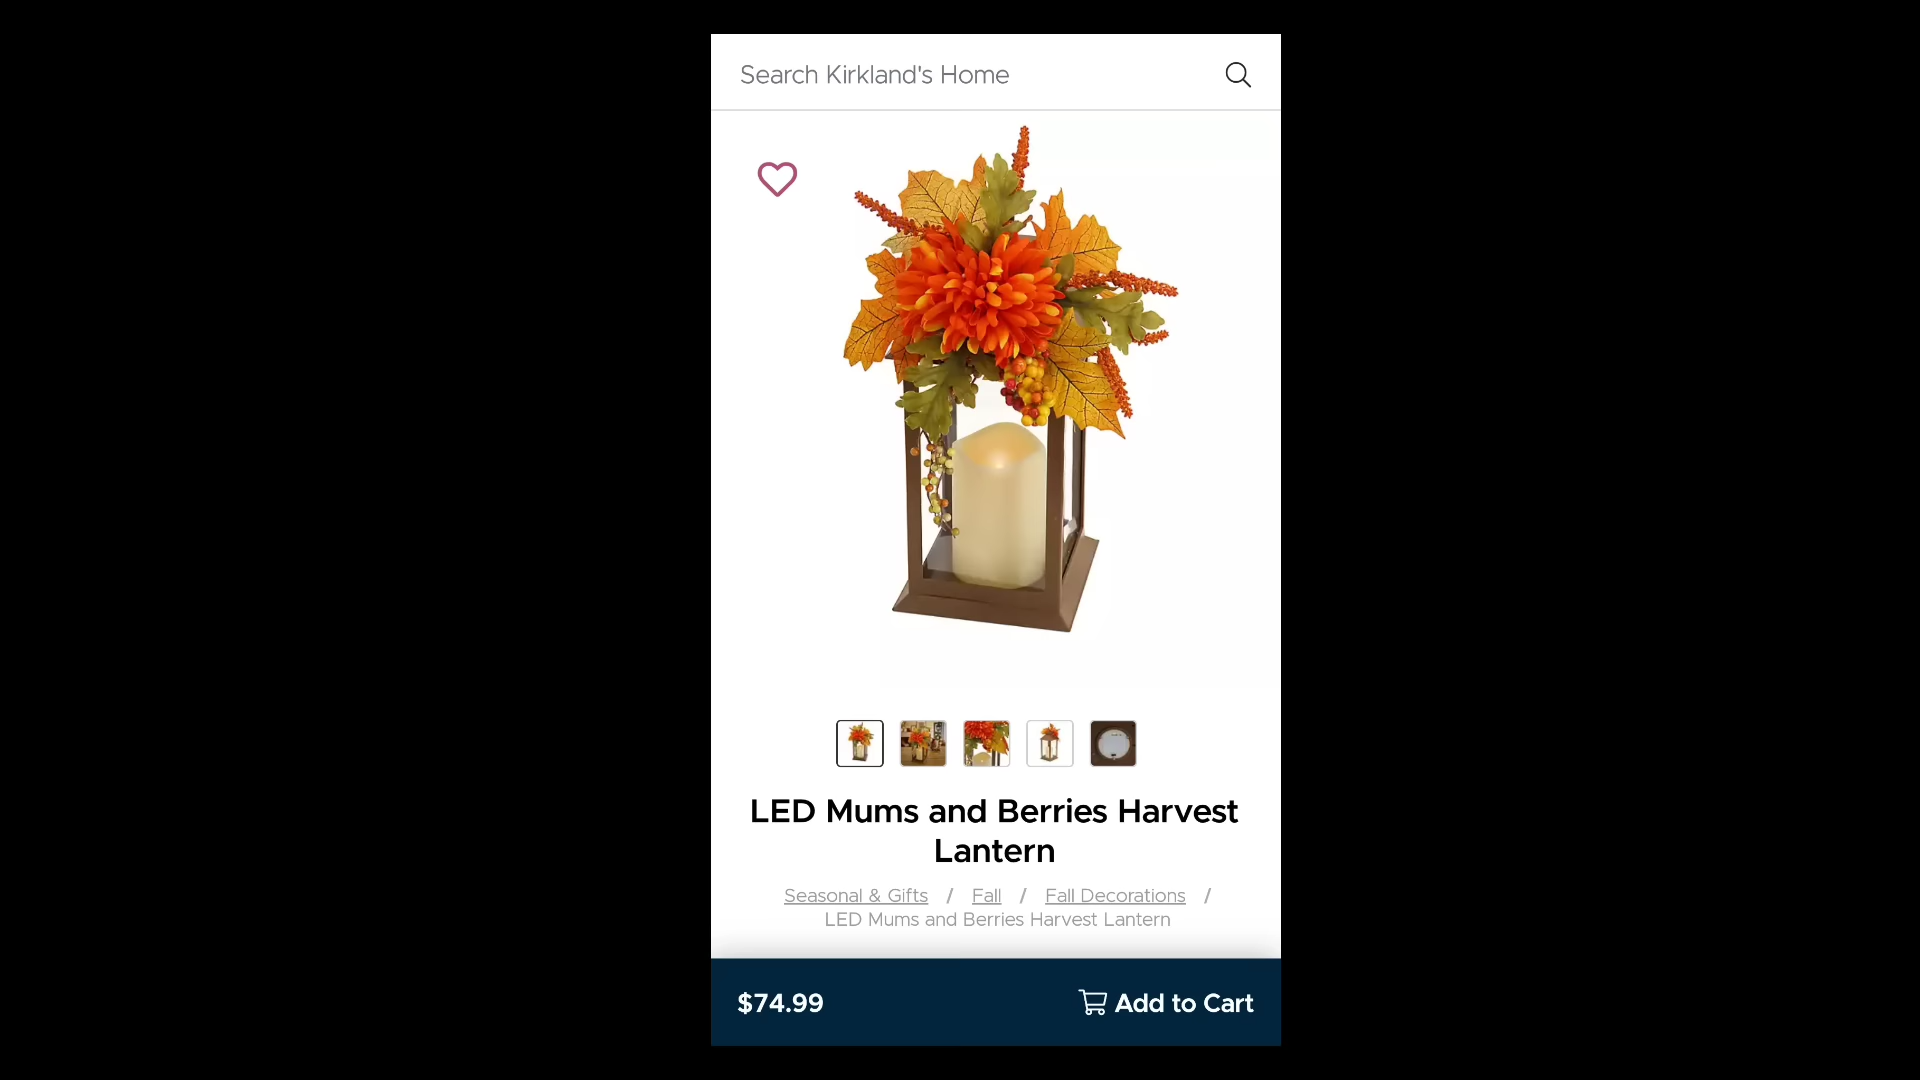 Search Kirkland's Home
LED Mums and Berries Harvest
Lantern
Seasonal & Gifts / Fall / Fall Decorations /
LED Mums and Berries Harvest Lantern
$74.99 Add to Cart